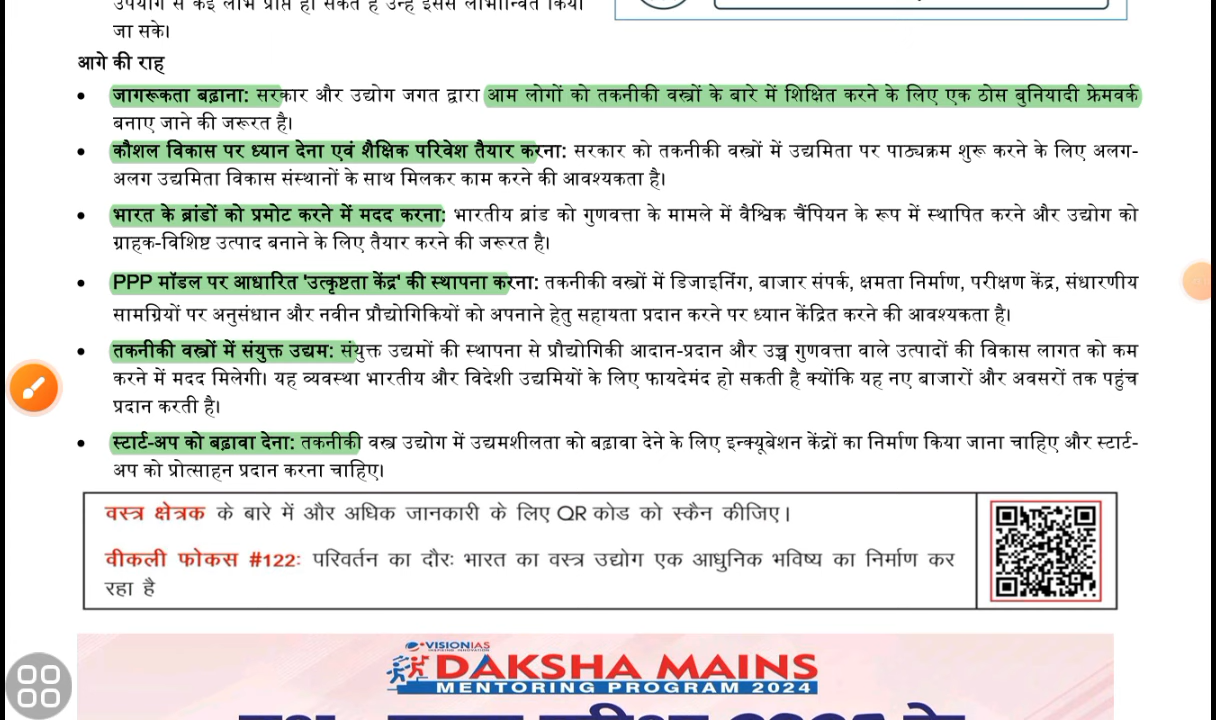 उपयोग से कई लाभ प्राप्त हो सकते हैं उन्हें इससे लाभान्वित किया
जा सके।
आगे की राह
• जागरूकता बढ़ाना: सरकार और उद्योग जगत द्वारा आम लोगों को तकनीकी वस्त्रों के बारे में शिक्षित करने के लिए एक ठोस बुनियादी फ्रेमवर्क
बनाए जाने की जरूरत है।
• कौशल विकास पर ध्यान देना एवं शैक्षिक परिवेश तैयार करना: सरकार को तकनीकी वस्त्रों में उद्यमिता पर पाठ्यक्रम शुरू करने के लिए अलग-
अलग उद्यमिता विकास संस्थानों के साथ मिलकर काम करने की आवश्यकता है।
• भारत के ब्रांडों को प्रमोट करने में मदद करना: भारतीय ब्रांड को गुणवत्ता के मामले में वैश्विक चैंपियन के रूप में स्थापित करने और उद्योग को
ग्राहक-विशिष्ट उत्पाद बनाने के लिए तैयार करने की जरूरत है।
• PPP मॉडल पर आधारित 'उत्कृष्टता केंद्र' की स्थापना करना: तकनीकी वस्त्रों में डिजाइनिंग, बाजार संपर्क, क्षमता निर्माण, परीक्षण केंद्र, संधारणीय
सामग्रियों पर अनुसंधान और नवीन प्रौद्योगिकियों को अपनाने हेतु सहायता प्रदान करने पर ध्यान केंद्रित करने की आवश्यकता है।
• तकनीकी वस्त्रों में संयुक्त उद्यम: संयुक्त उद्यमों की स्थापना से प्रौद्योगिकी आदान-प्रदान और उच्च गुणवत्ता वाले उत्पादों की विकास लागत को कम
करने में मदद मिलेगी। यह व्यवस्था भारतीय और विदेशी उद्यमियों के लिए फायदेमंद हो सकती है क्योंकि यह नए बाजारों और अवसरों तक पहुंच
प्रदान करती है।
• स्टार्ट-अप को बढ़ावा देना: तकनीकी वस्त्र उद्योग में उद्यमशीलता को बढ़ावा देने के लिए इन्क्यूबेशन केंद्रों का निर्माण किया जाना चाहिए और स्टार्ट-
अप को प्रोत्साहन प्रदान करना चाहिए।
वस्त्र क्षेत्रक के बारे में और अधिक जानकारी के लिए QR कोड को स्कैन कीजिए।
वीकली फोकस #122: परिवर्तन का दौरः भारत का वस्त्र उद्योग एक आधुनिक भविष्य का निर्माण कर
रहा है
VISIONIAS
DAKSHA MAINS
MENTORING PROGRAM 2024